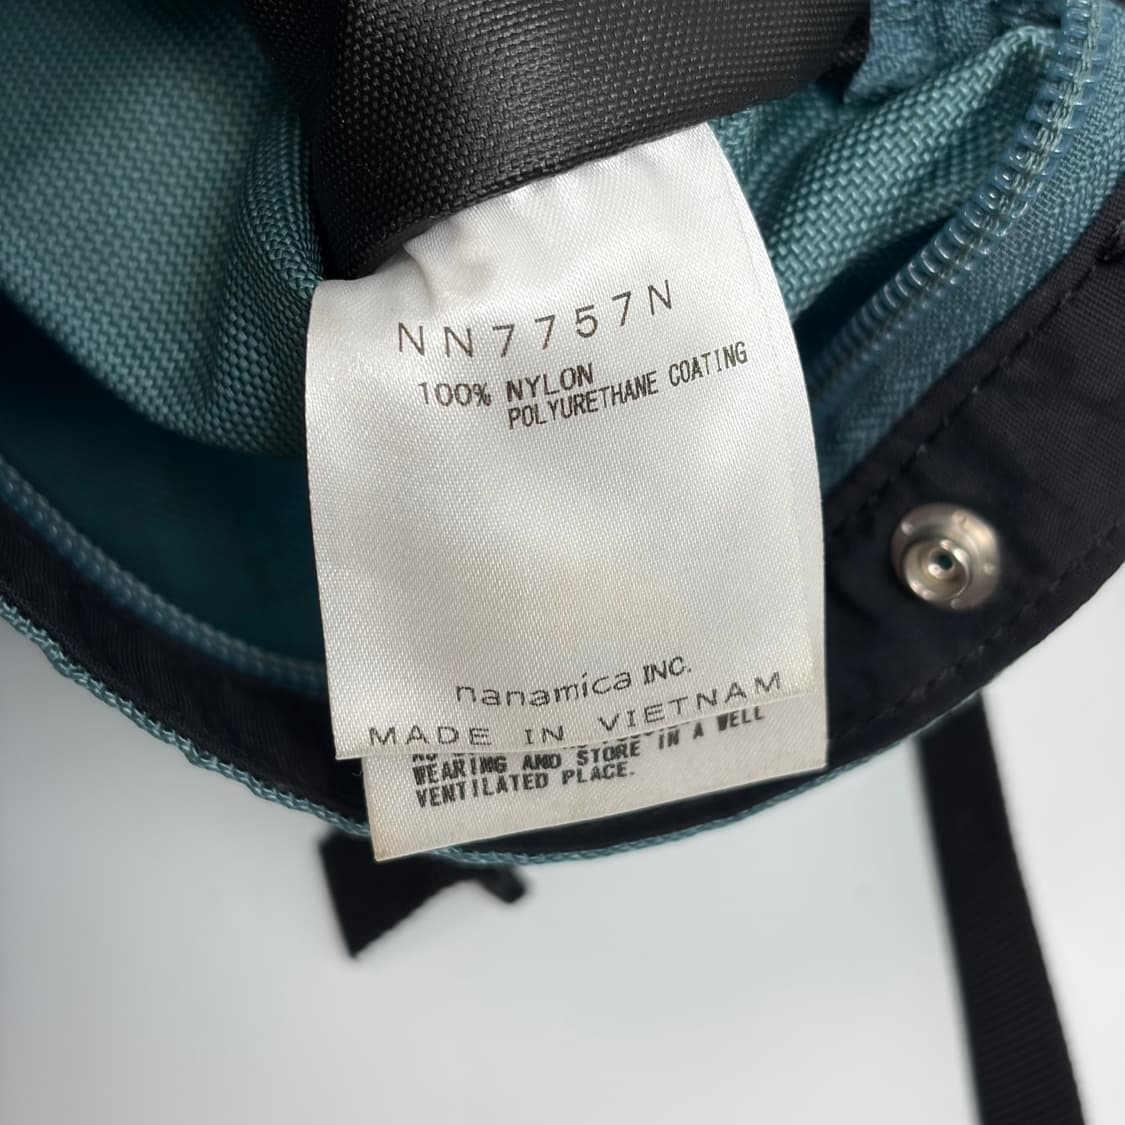 NN7757N
100% NYLON
POLYURETHANE COATING
nanamica INC.
MADE IN VIETNAM
IN A WELL
WEARING AND STORE
VENTILATED PLACE.